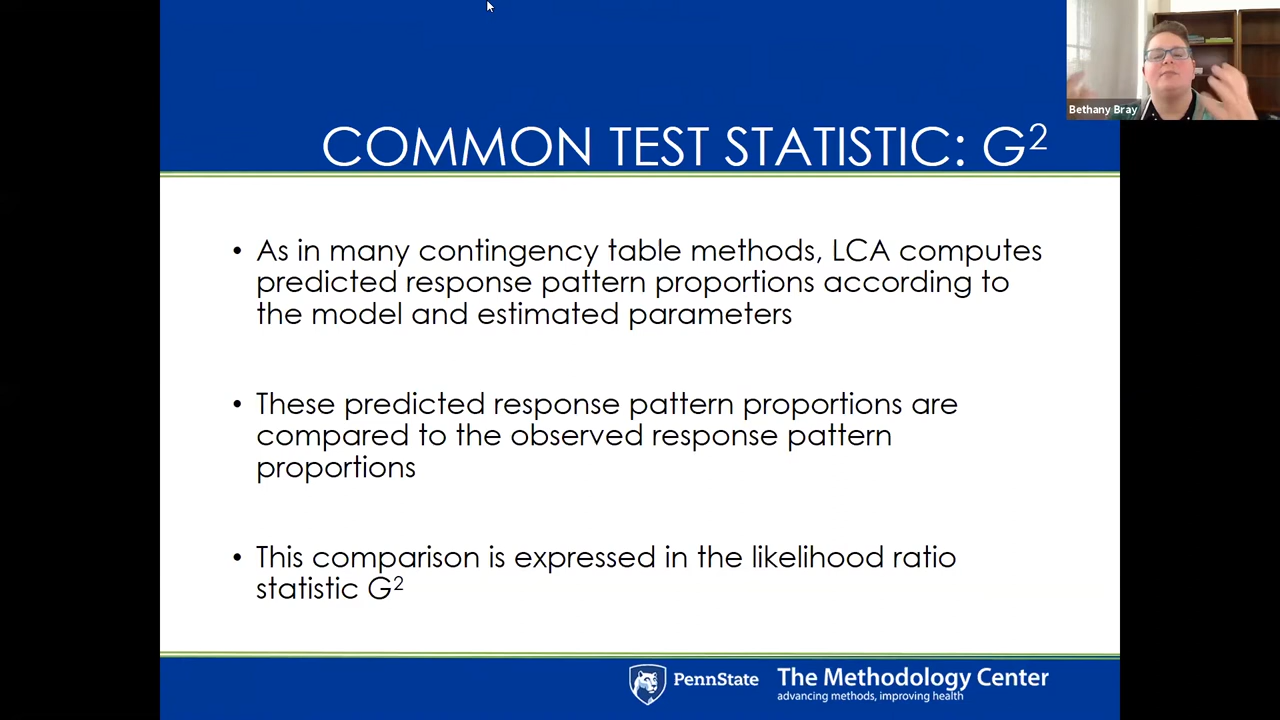 Bethany Bray
COMMON TEST STATISTIC: G²
• As in many contingency table methods, LCA computes
predicted response pattern proportions according to
the model and estimated parameters
• These predicted response pattern proportions are
compared to the observed response pattern
proportions
• This comparison is expressed in the likelihood ratio
statistic G²
PennState
The Methodology Center
advancing methods, improving health